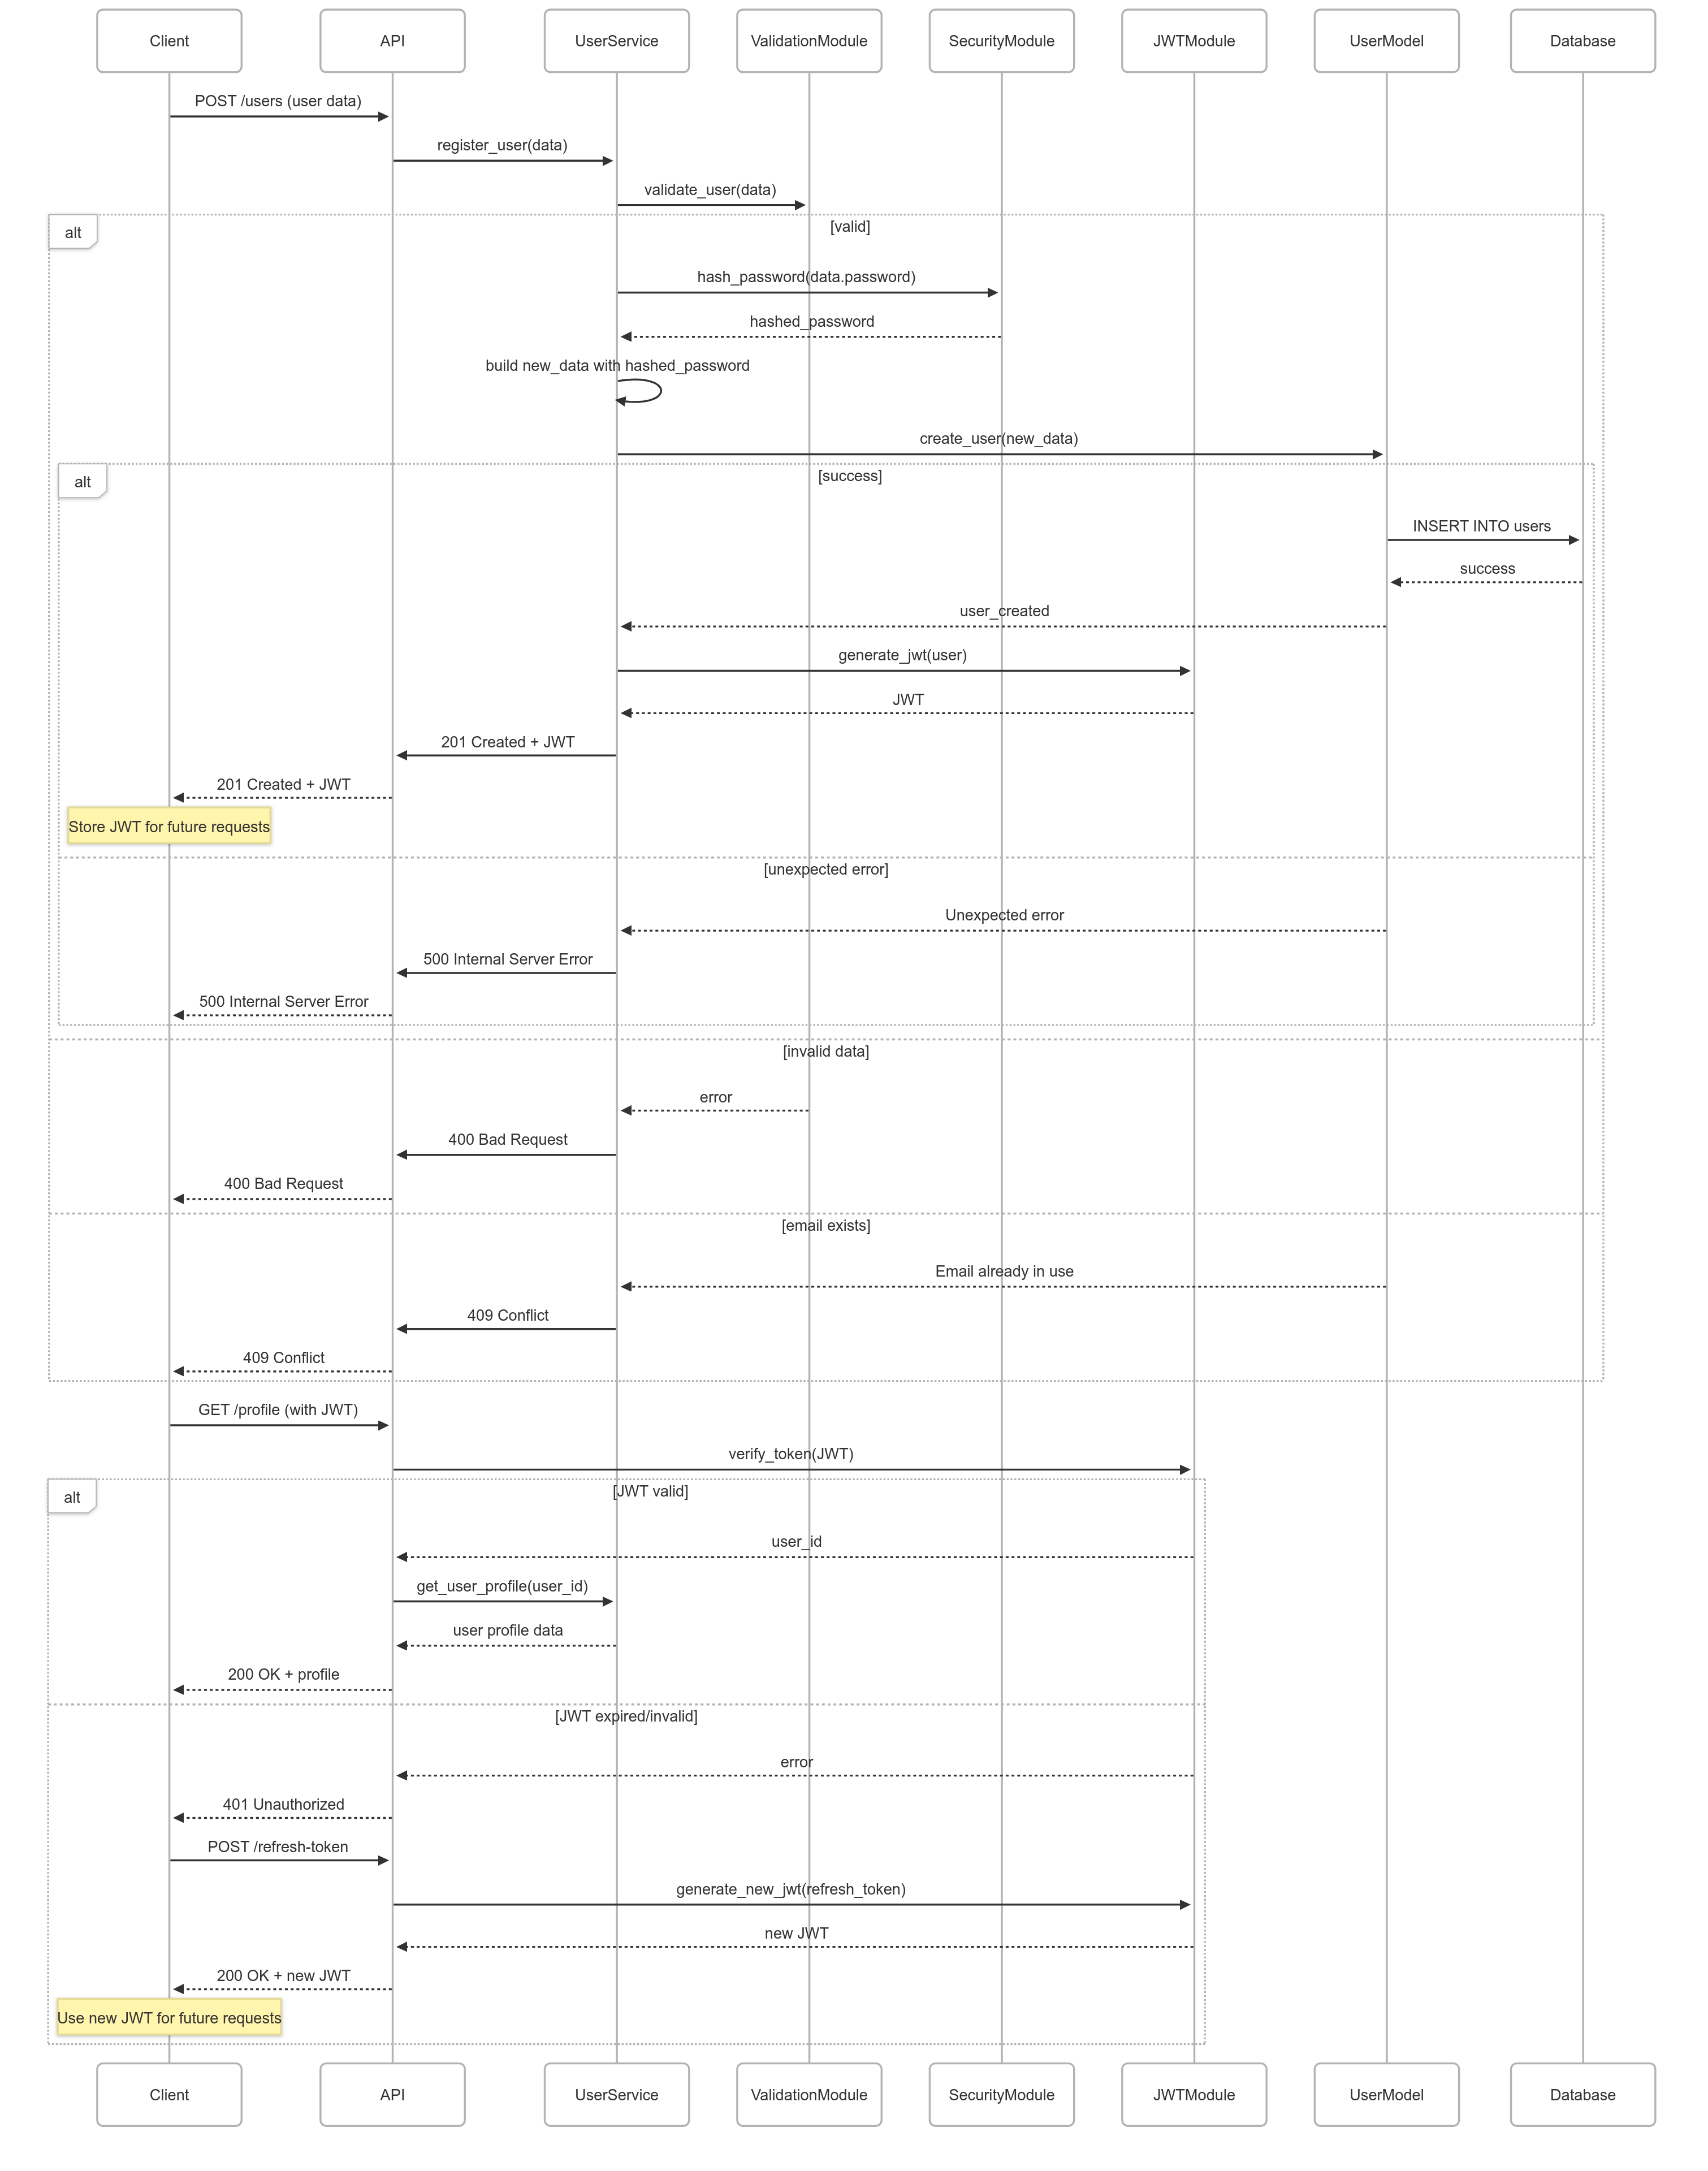 Client
API
UserService
ValidationModule
SecurityModule
JWTModule
UserModel
Database
POST /users (user data)
register_user(data)
validate_user(data)
alt
[valid]
hash_password(data.password)
hashed_password
build new_data with hashed_password
create_user(new_data)
alt
[success]
INSERT INTO users
success
user_created
generate_jwt(user)
JWT
201 Created + JWT
201 Created + JWT
Store JWT for future requests
[unexpected error]
Unexpected error
500 Internal Server Error
500 Internal Server Error
[invalid data]
error
400 Bad Request
400 Bad Request
[email exists]
Email already in use
409 Conflict
409 Conflict
GET /profile (with JWT)
verify_token(JWT)
alt
[JWT valid]
user_id
get_user_profile(user_id)
user profile data
200 OK + profile
[JWT expired/invalid]
error
401 Unauthorized
POST /refresh-token
generate_new_jwt(refresh_token)
new JWT
200 OK + new JWT
Use new JWT for future requests
Client
API
UserService
ValidationModule
SecurityModule
JWTModule
UserModel
Database